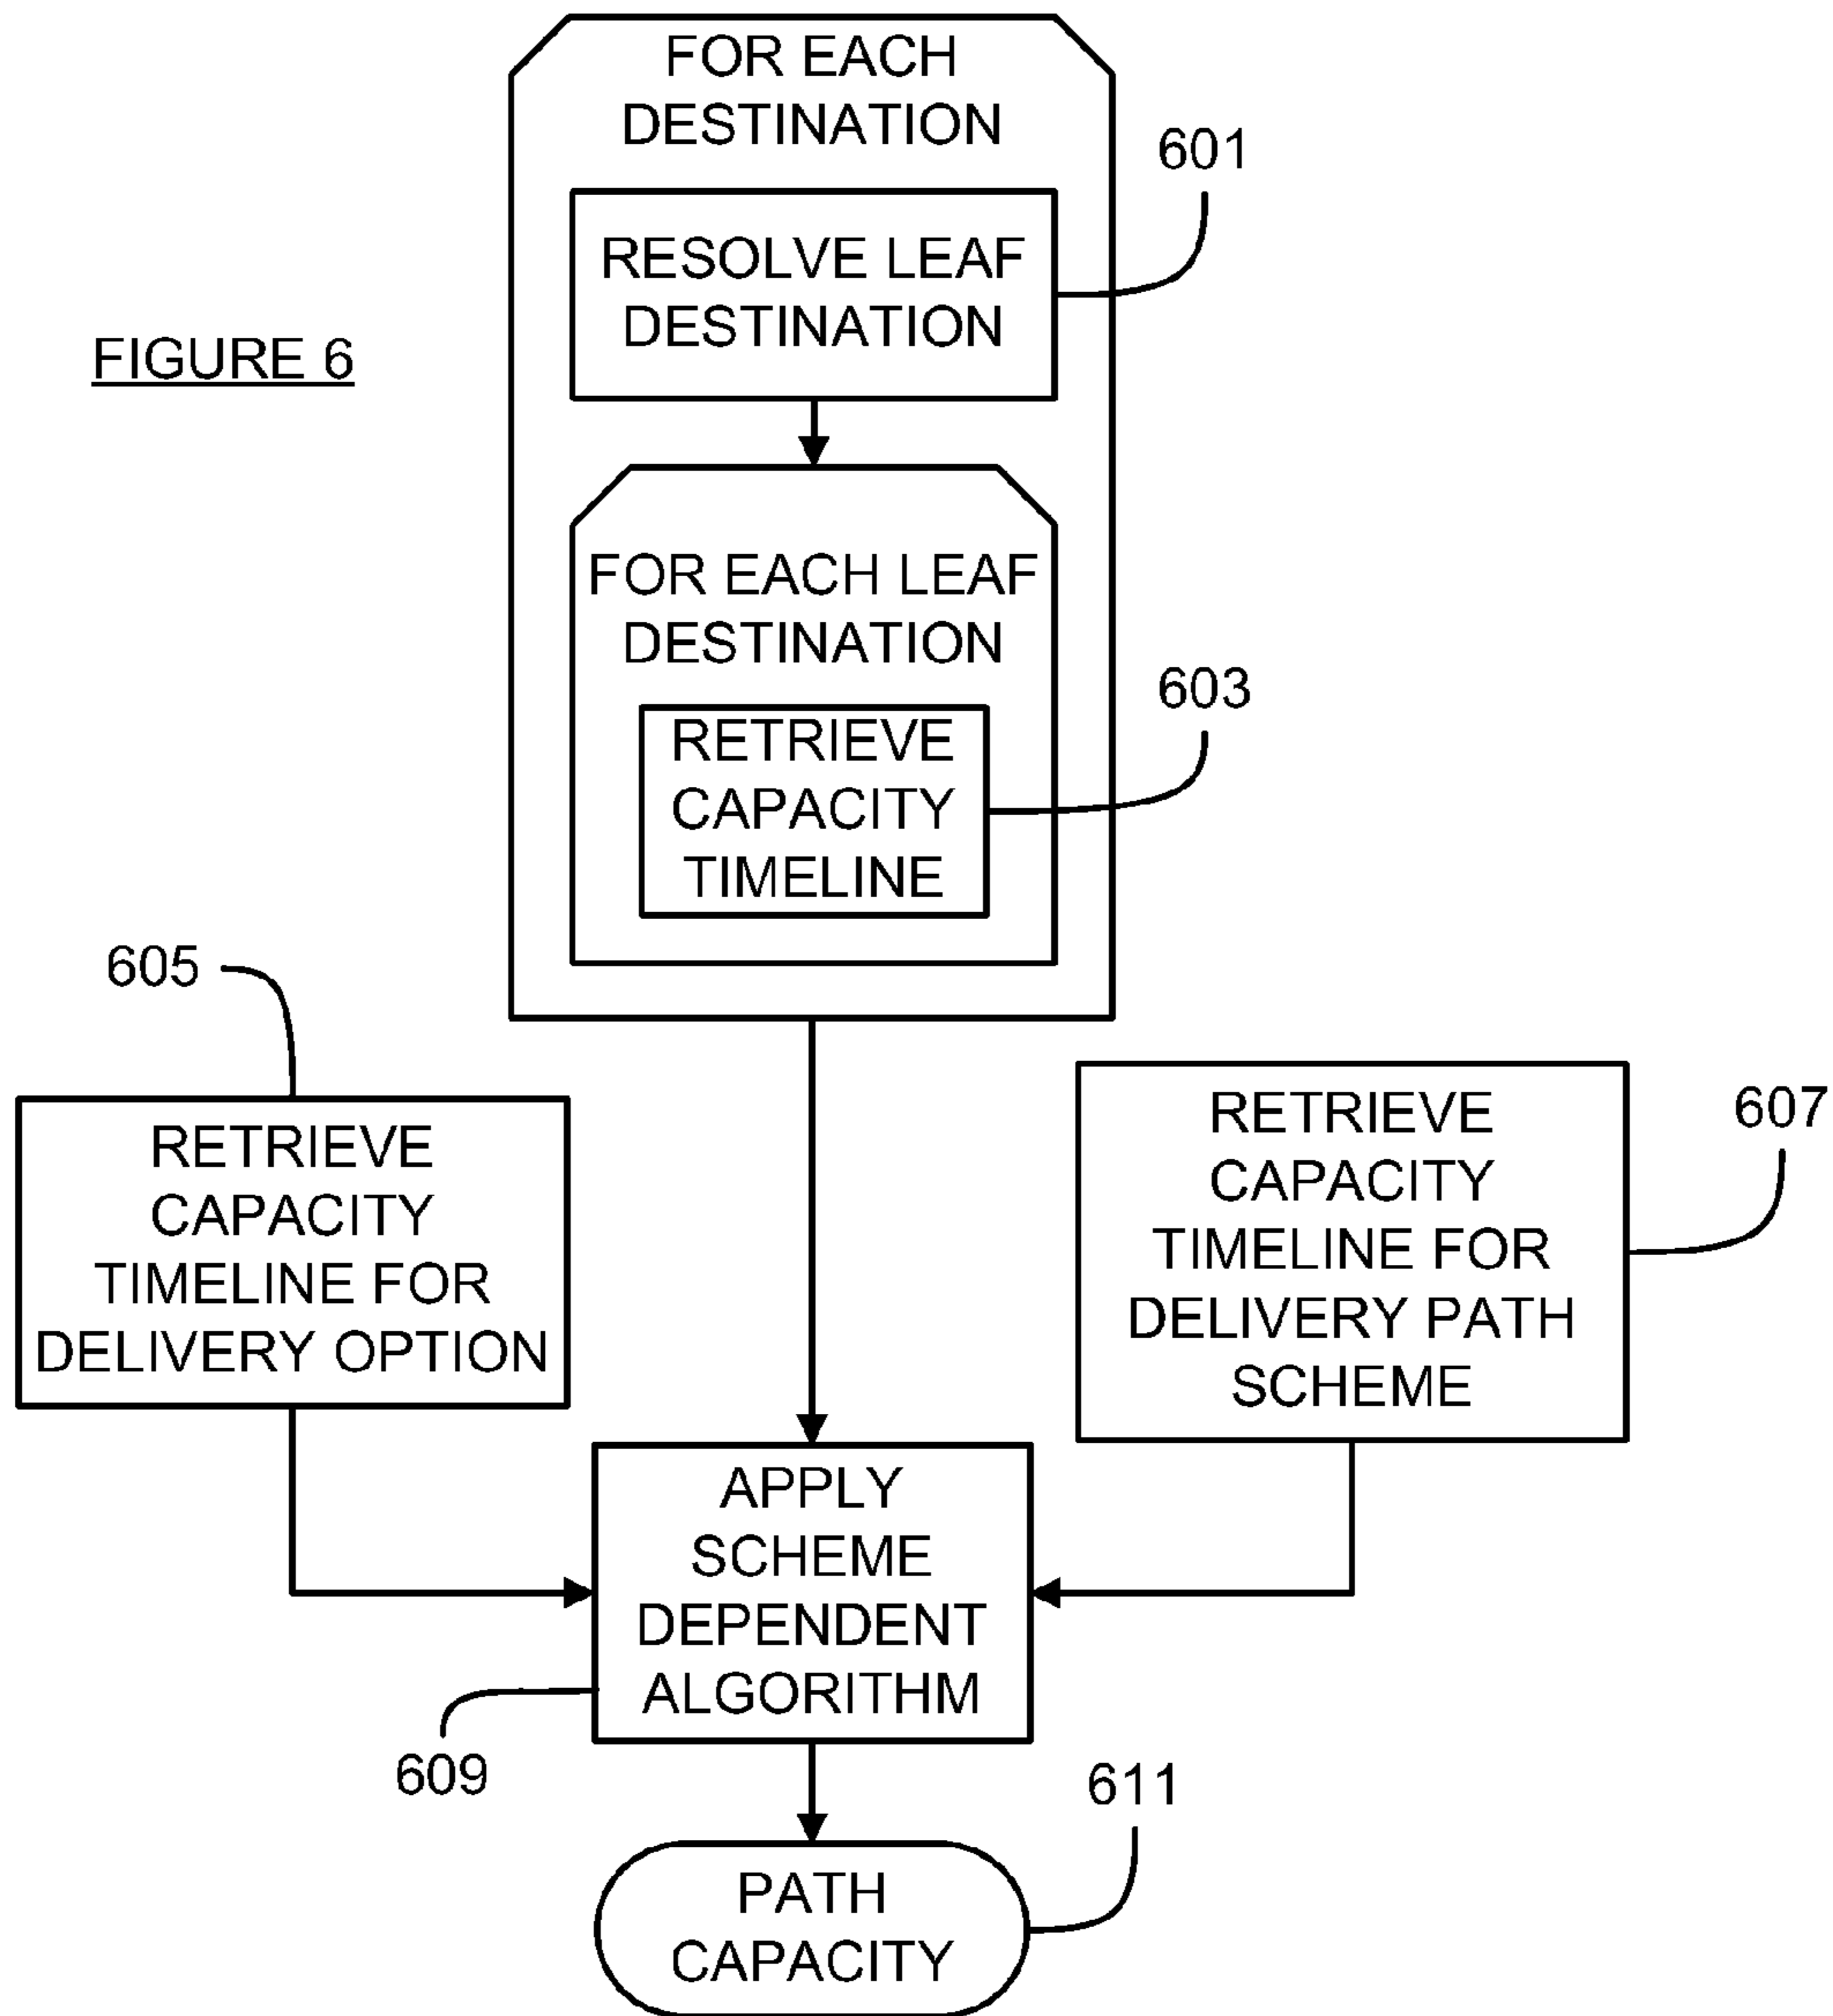 FOR EACH
DESTINATION
601
RESOLVE LEAF
DESTINATION
FIGURE 6
FOR EACH LEAF
DESTINATION
603
RETRIEVE
CAPACITY
TIMELINE
605
RETRIEVE
CAPACITY
TIMELINE FOR
DELIVERY OPTION
607
RETRIEVE
CAPACITY
TIMELINE FOR
DELIVERY PATH
SCHEME
APPLY
SCHEME
DEPENDENT
ALGORITHM
609
611
PATH
CAPACITY